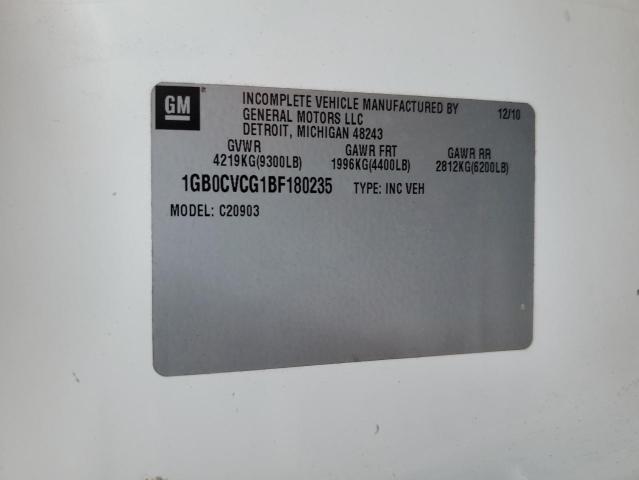 GM
INCOMPLETE VEHICLE MANUFACTURED BY 12/10
GENERAL MOTORS LLC
DETROIT, MICHIGAN 48243
GVWR GAWR FRT GAWR RR
4219KG(9300LB) 1996KG(4400LB) 2812KG(6200LB)
1GB0CVCG1BF180235 TYPE: INC VEH
MODEL: C20903